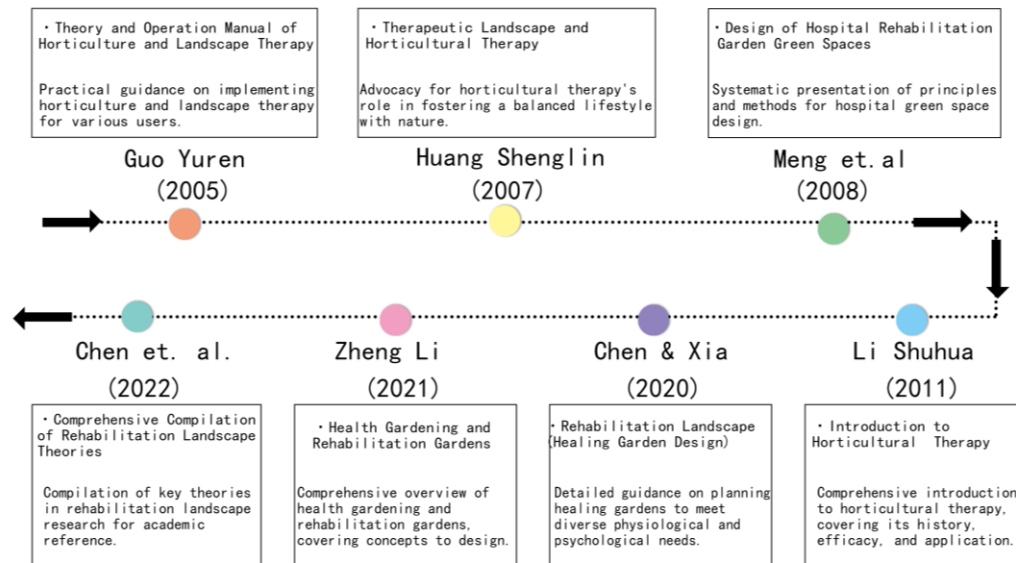 · Theory and Operation Manual of
Horticulture and Landscape Therapy
Practical guidance on implementing
horticulture and landscape therapy
for various users.
Guo Yuren
(2005)
· Therapeutic Landscape and
Horticultural Therapy
Advocacy for horticultural therapy's
role in fostering a balanced lifestyle
with nature.
Huang Shenglin
(2007)
· Design of Hospital Rehabilitation
Garden Green Spaces
Systematic presentation of principles
and methods for hospital green space
design.
Meng et.al
(2008)
Li Shuhua
(2011)
· Introduction to
Horticultural Therapy
Comprehensive introduction
to horticultural therapy,
covering its history,
efficacy, and application.
Chen & Xia
(2020)
· Rehabilitation Landscape
(Healing Garden Design)
Detailed guidance on planning
healing gardens to meet
diverse physiological and
psychological needs.
Zheng Li
(2021)
· Health Gardening and
Rehabilitation Gardens
Comprehensive overview of
health gardening and
rehabilitation gardens,
covering concepts to design.
Chen et. al.
(2022)
· Comprehensive Compilation
of Rehabilitation Landscape
Theories
Compilation of key theories
in rehabilitation landscape
research for academic
reference.